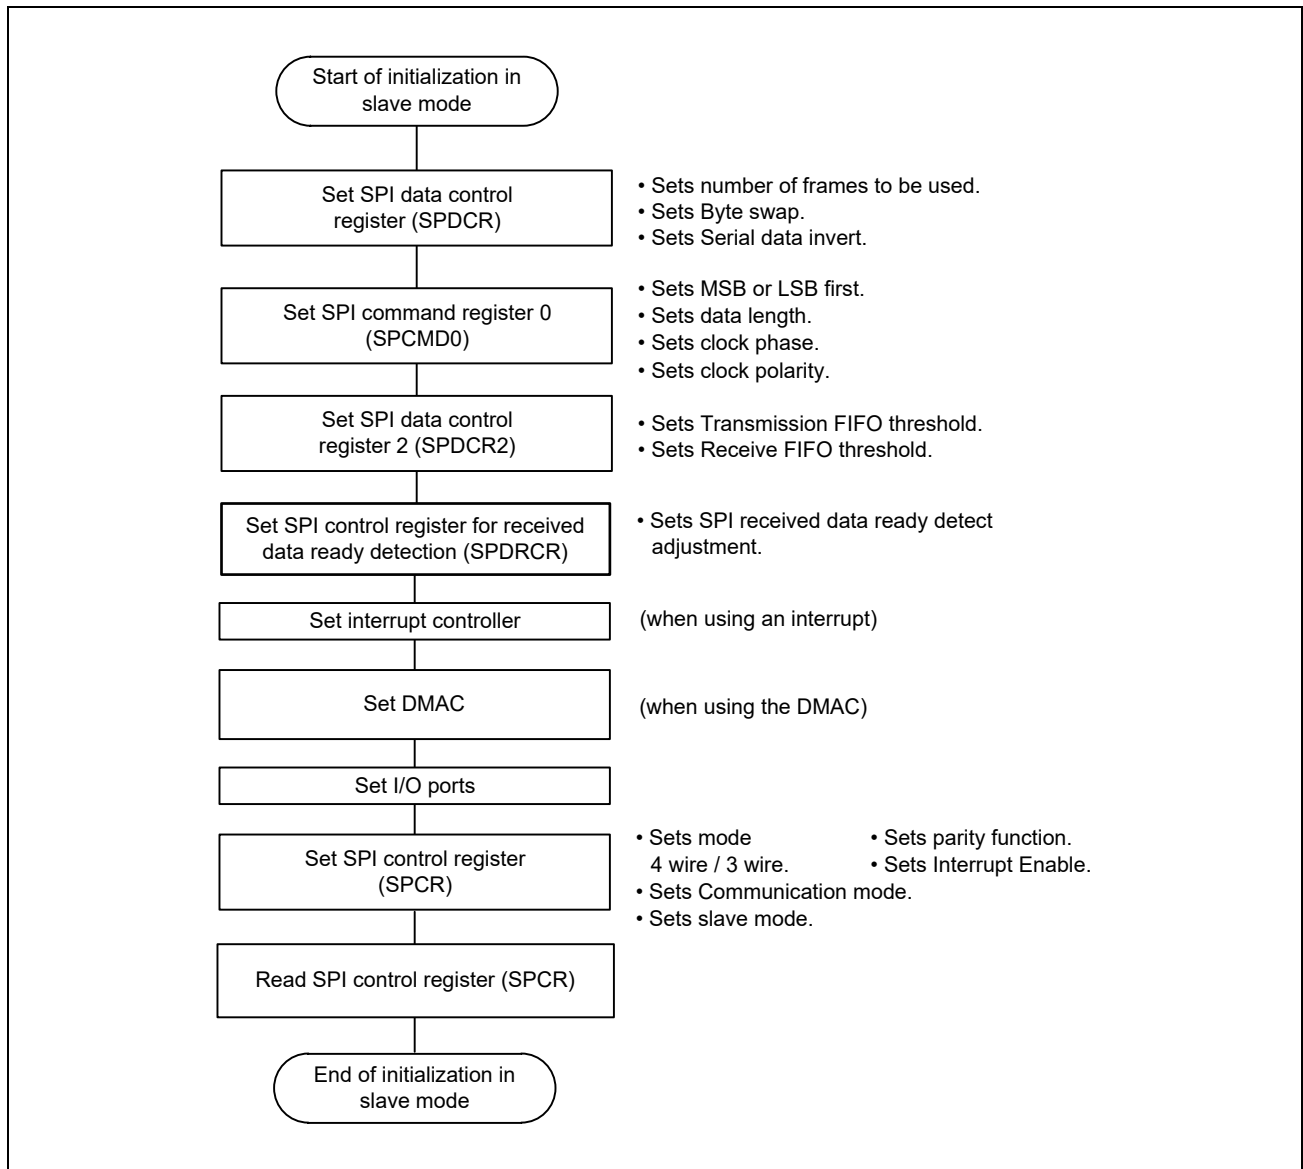 Start of initialization in
slave mode
Set SPI data control
register (SPDCR)
• Sets number of frames to be used.
• Sets Byte swap.
• Sets Serial data invert.
Set SPI command register 0
(SPCMD0)
• Sets MSB or LSB first.
• Sets data length.
• Sets clock phase.
• Sets clock polarity.
Set SPI data control
register 2 (SPDCR2)
• Sets Transmission FIFO threshold.
• Sets Receive FIFO threshold.
Set SPI control register for received
data ready detection (SPDRCR)
• Sets SPI received data ready detect
adjustment.
Set interrupt controller
(when using an interrupt)
Set DMAC
(when using the DMAC)
Set I/O ports
Set SPI control register
(SPCR)
• Sets mode
4 wire / 3 wire.
• Sets Communication mode.
• Sets slave mode.
• Sets parity function.
• Sets Interrupt Enable.
Read SPI control register (SPCR)
End of initialization in
slave mode